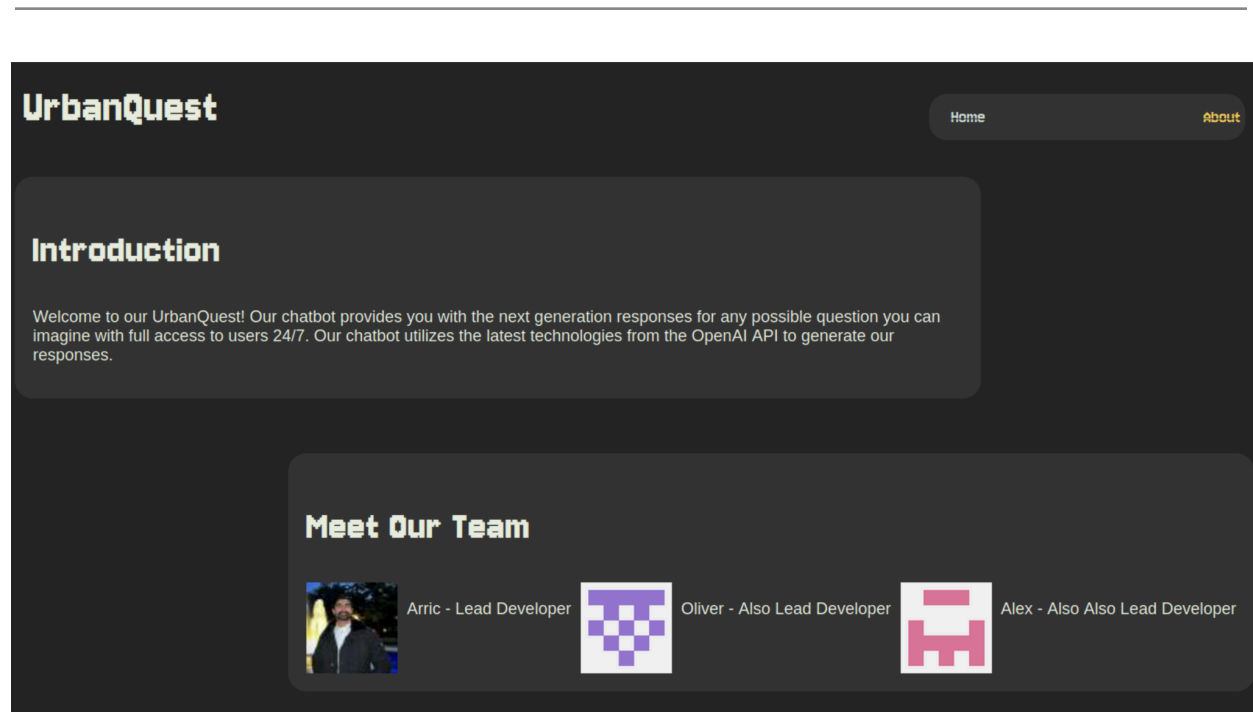 UrbanQuest
Home
About
Introduction
Welcome to our UrbanQuest! Our chatbot provides you with the next generation responses for any possible question you can
imagine with full access to users 24/7. Our chatbot utilizes the latest technologies from the OpenAI API to generate our
responses.
Meet Our Team
Arric - Lead Developer
Oliver - Also Lead Developer
Alex - Also Also Lead Developer